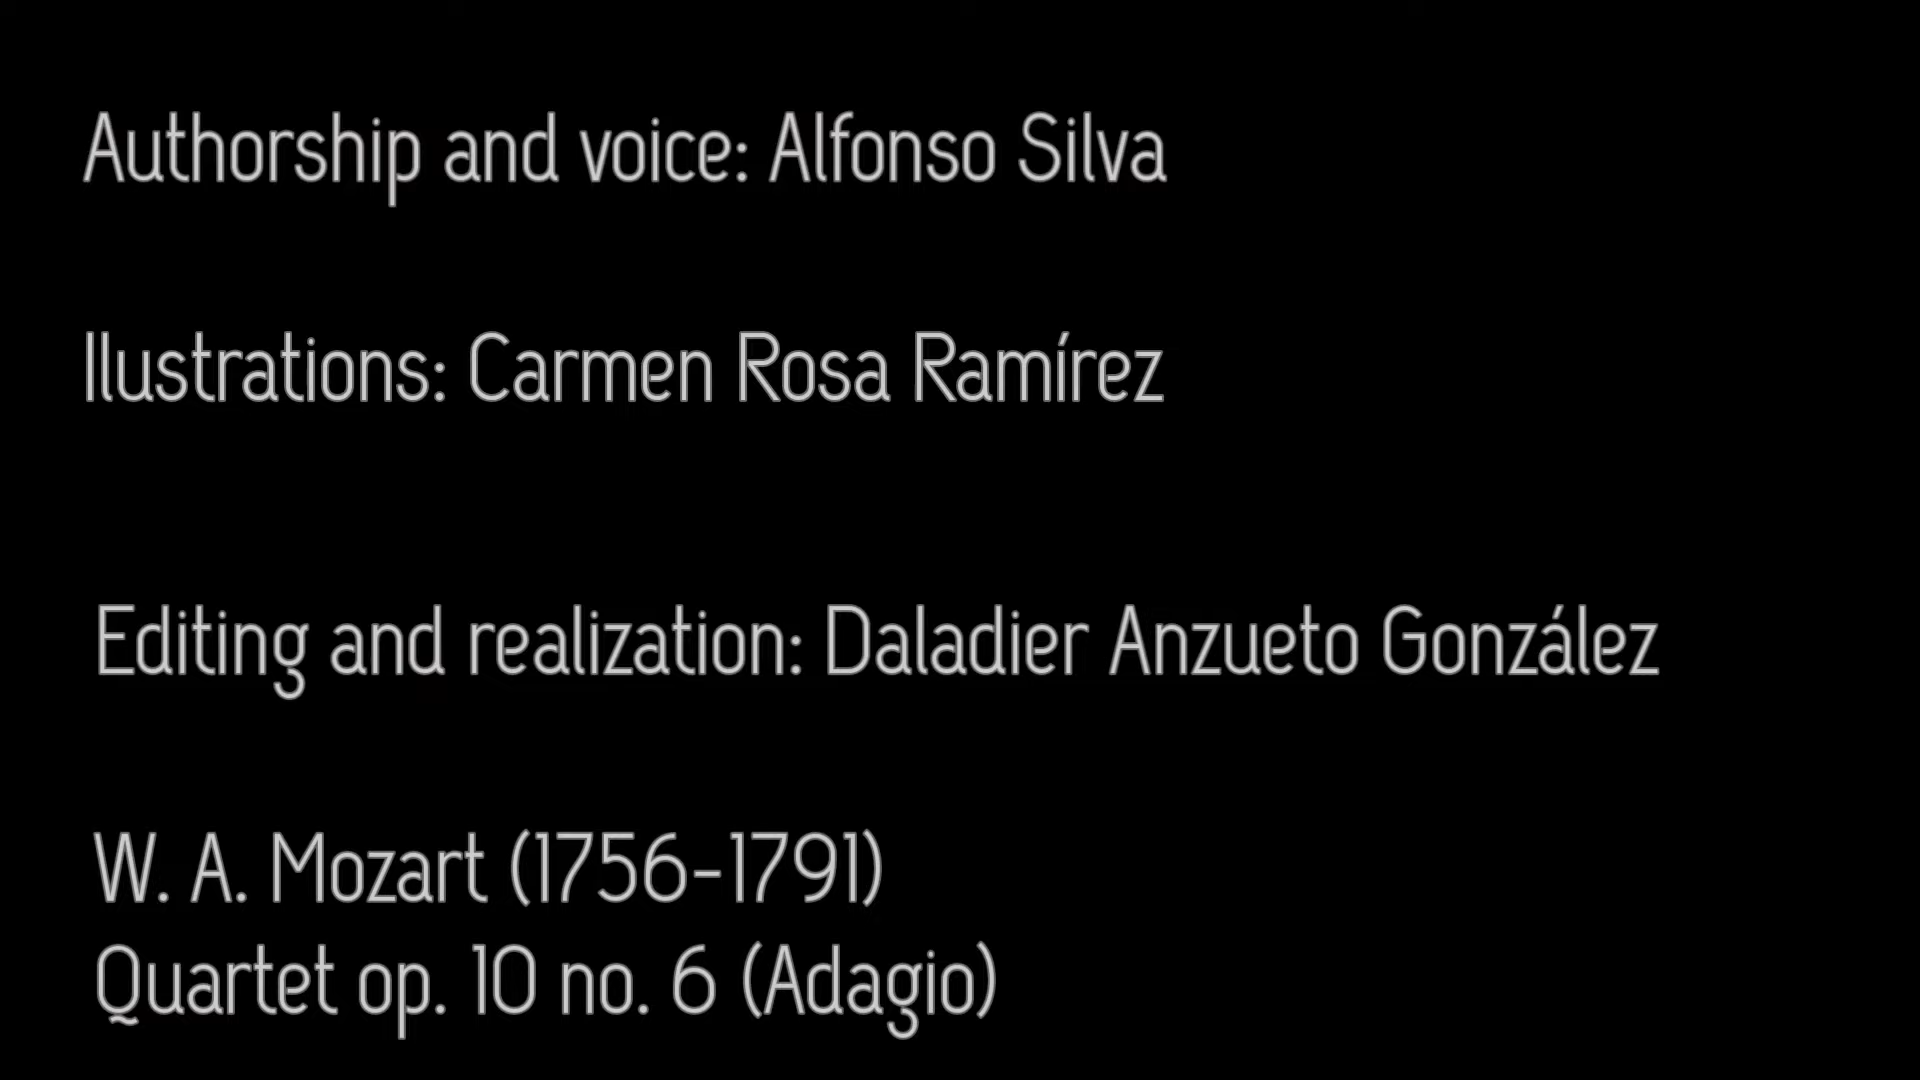 Authorship and voice: Alfonso Silva
Ilustrations: Carmen Rosa Ramírez
Editing and realization: Daladier Anzueto González
W. A. Mozart (1756-1791)
Quartet op. 10 no. 6 (Adagio)